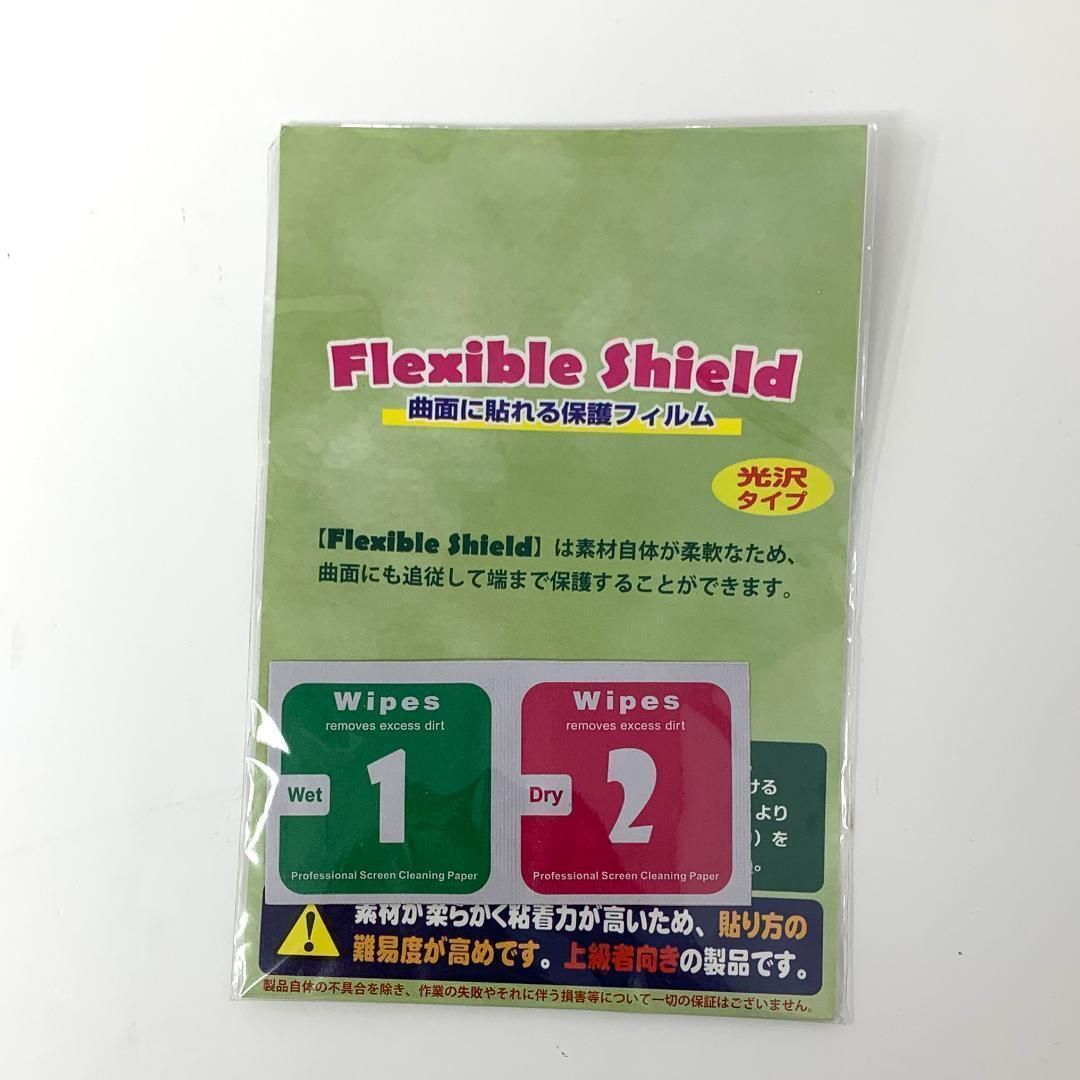 Flexible Shield
曲面に貼れる保護フィルム
光沢
タイプ
【Flexible Shield】は素材自体が柔軟なため、
曲面にも追従して端まで保護することができます。
Wipes
removes excess dirt
Wet
1
Professional Screen Cleaning Paper
Wipes
removes excess dirt
Dry
2
Professional Screen Cleaning Paper
ける
より
）を
。
素材が柔らかく粘着力が高いため、貼り方の
難易度が高めです。上級者向きの製品です。
製品自体の不具合を除き、作業の失敗やそれに伴う損害等について一切の保証はございません。